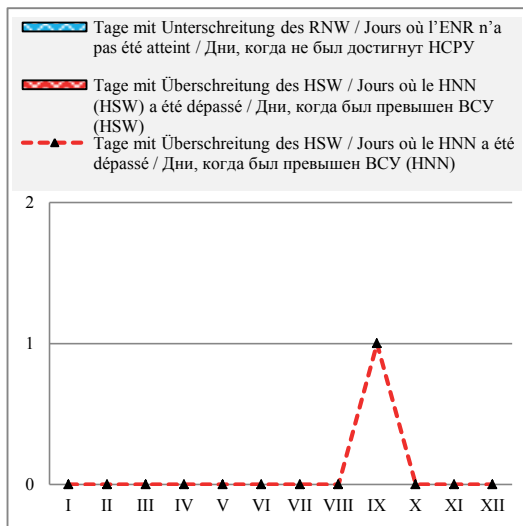 Tage mit Unterschreitung des RNW / Jours où l’ENR n’a
pas été atteint / Дни, когда не был достигнут НСРУ
Tage mit Überschreitung des HSW / Jours où le HNN
(HSW) a été dépassé / Дни, когда был превышен ВСУ
(HSW)
Tage mit Überschreitung des HSW / Jours où le HNN a été
dépassé / Дни, когда был превышен ВСУ (HNN)
2
1
0
I II III IV V VI VII VIII IX X XI XII